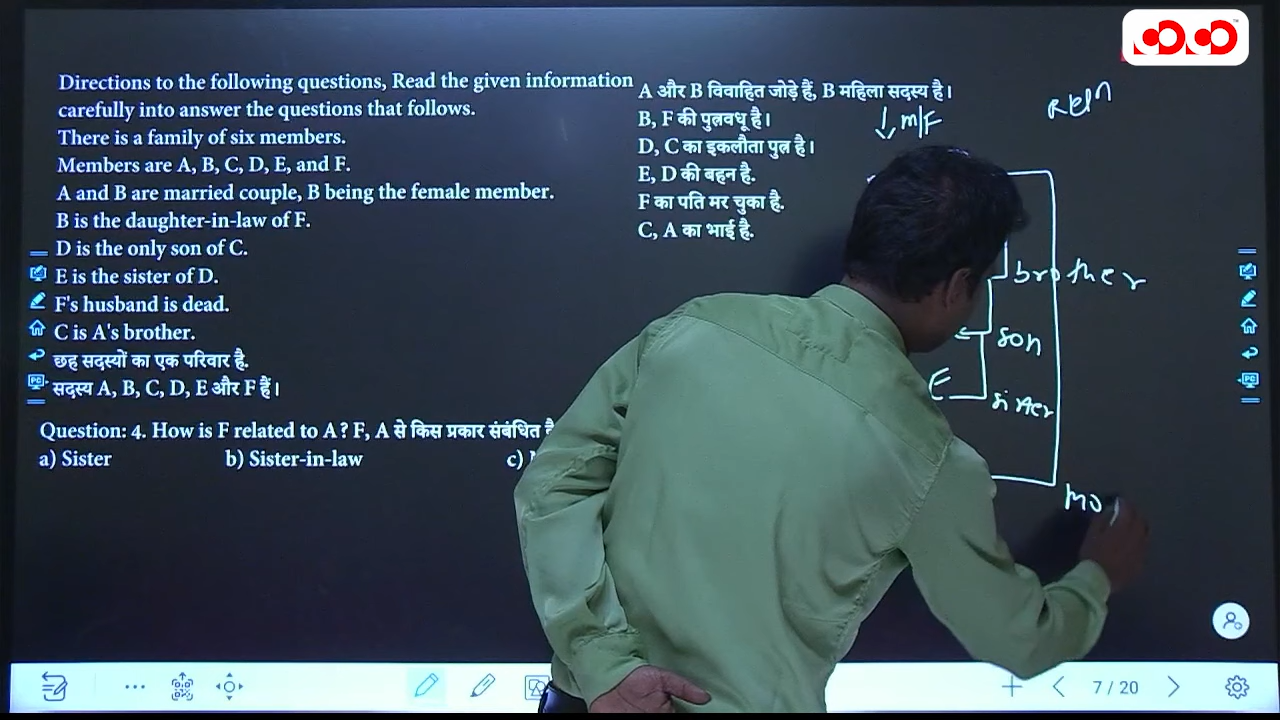 Directions to the following questions, Read the given information
carefully into answer the questions that follows.
There is a family of six members.
Members are A, B, C, D, E, and F.
A and B are married couple, B being the female member.
B is the daughter-in-law of F.
D is the only son of C.
E is the sister of D.
F's husband is dead.
C is A's brother.
छह सदस्यों का एक परिवार है.
सदस्य A, B, C, D, E और F हैं।
A और B विवाहित जोड़े हैं, B महिला सदस्य है।
B, F की पुत्रवधू है।
D, C का इकलौता पुत्र है।
E, D की बहन है.
F का पति मर चुका है.
C, A का भाई है.
M/F
brother
son
E
sister
mo
Question: 4. How is F related to A? F, A से किस प्रकार संबंधित
a) Sister b) Sister-in-law c)
7 / 20
PC
PC